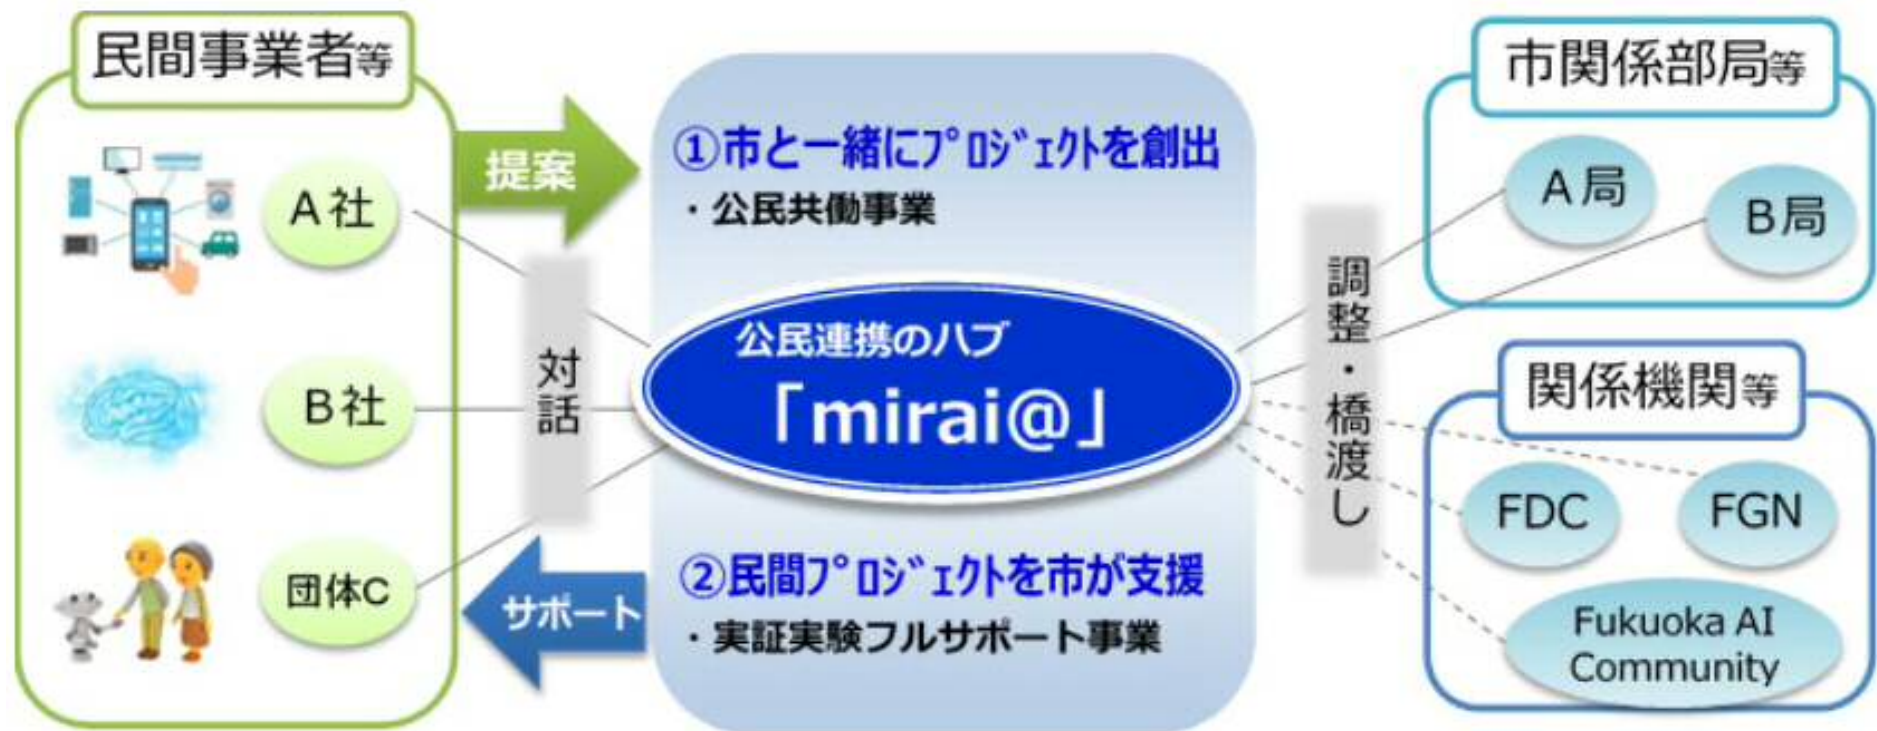 民間事業者等
A社
B社
団体C
提案
対話
サポート
①市と一緒にﾌﾟﾛｼﾞｪｸﾄを創出
・公民共働事業
公民連携のハブ
「mirai@」
②民間ﾌﾟﾛｼﾞｪｸﾄを市が支援
・実証実験フルサポート事業
調整・橋渡し
市関係部局等
A局
B局
関係機関等
FDC
FGN
Fukuoka AI
Community